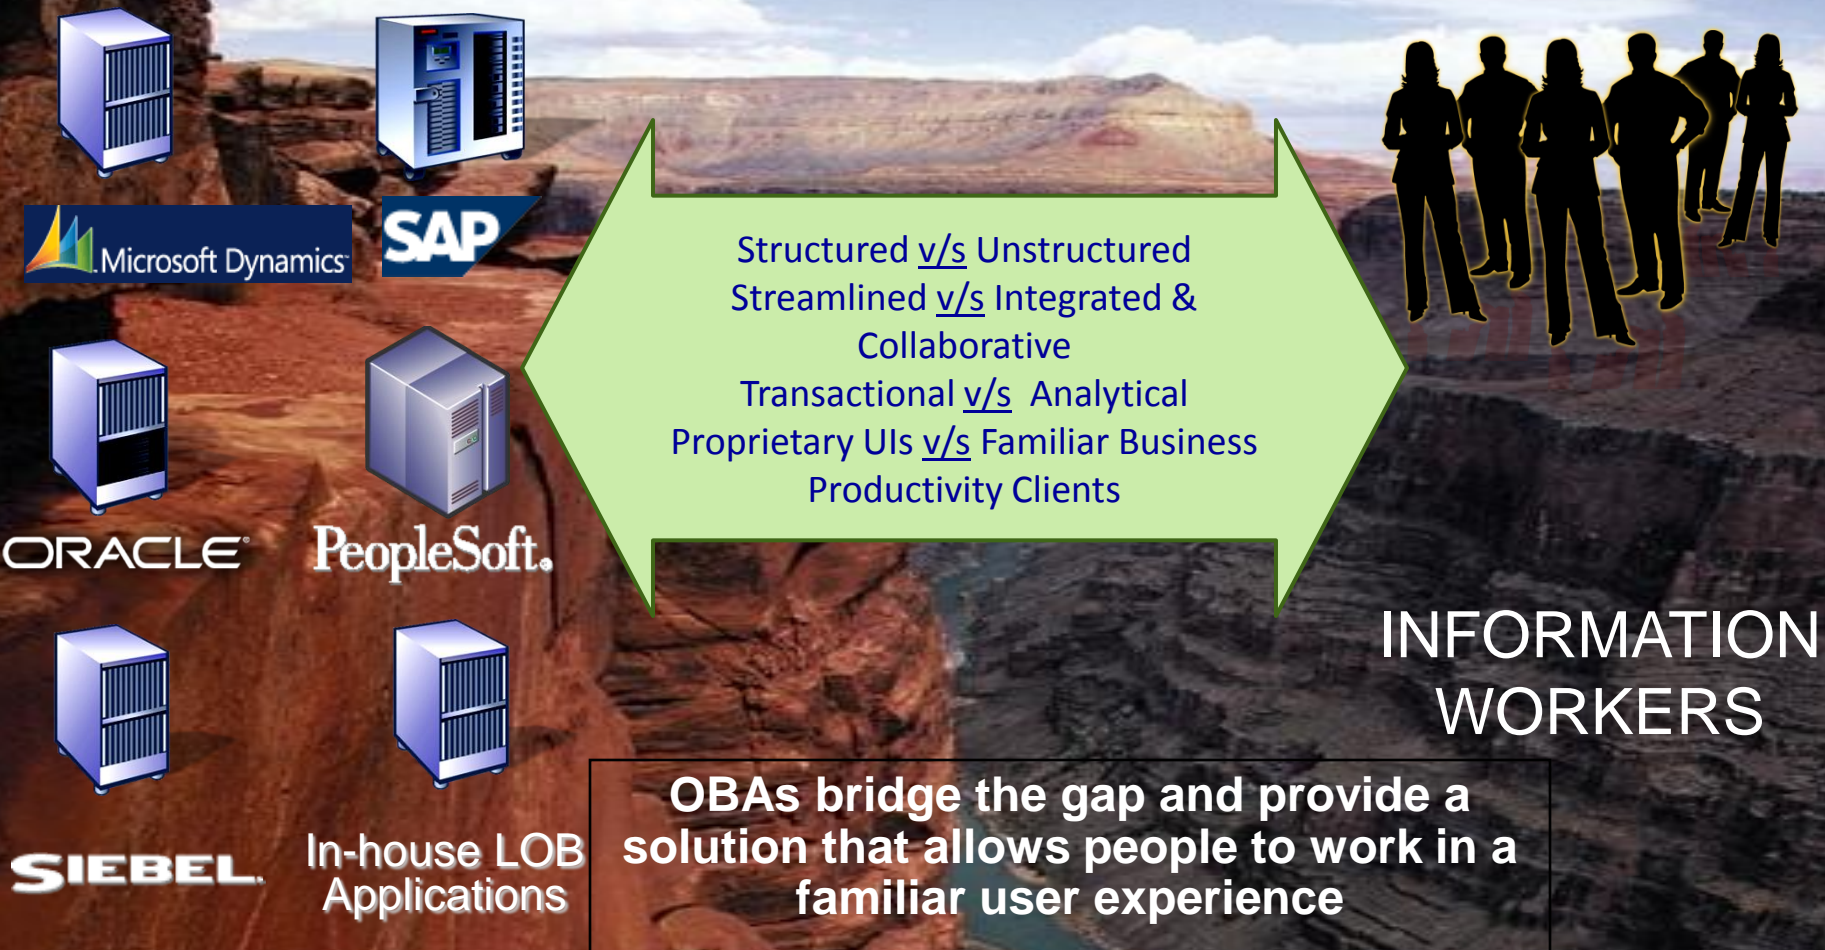 Microsoft Dynamics
SAP
ORACLE®
PeopleSoft®
SIEBEL.
In-house LOB
Applications
Structured v/s Unstructured
Streamlined v/s Integrated &
Collaborative
Transactional v/s  Analytical
Proprietary UIs v/s Familiar Business
Productivity Clients
INFORMATION
WORKERS
OBAs bridge the gap and provide a
solution that allows people to work in a
familiar user experience